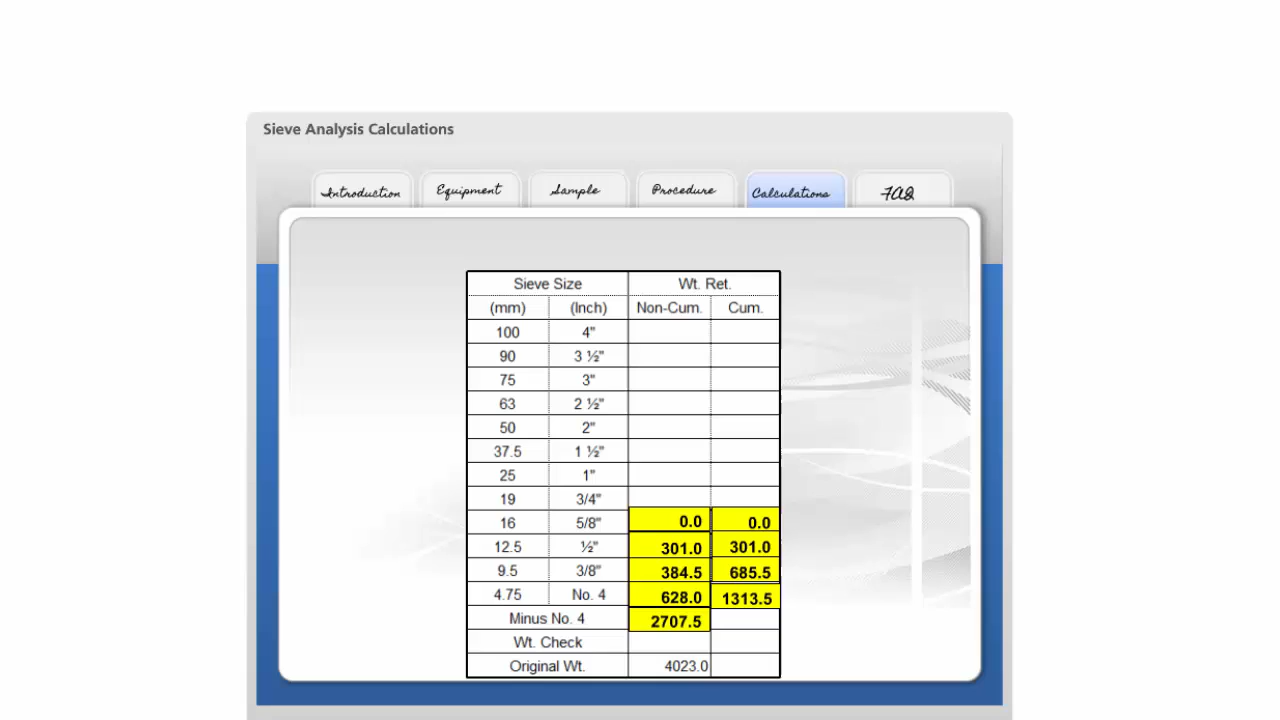 Sieve Analysis Calculations
Introduction Equipment Sample Procedure Calculations FAQ
Sieve Size Wt. Ret.
(mm) (Inch) Non-Cum. Cum.
100 4"
90 3 ½"
75 3"
63 2 ½"
50 2"
37.5 1 ½"
25 1"
19 3/4"
16 5/8" 0.0 0.0
12.5 ½" 301.0 301.0
9.5 3/8" 384.5 685.5
4.75 No. 4 628.0 1313.5
Minus No. 4 2707.5
Wt. Check
Original Wt. 4023.0